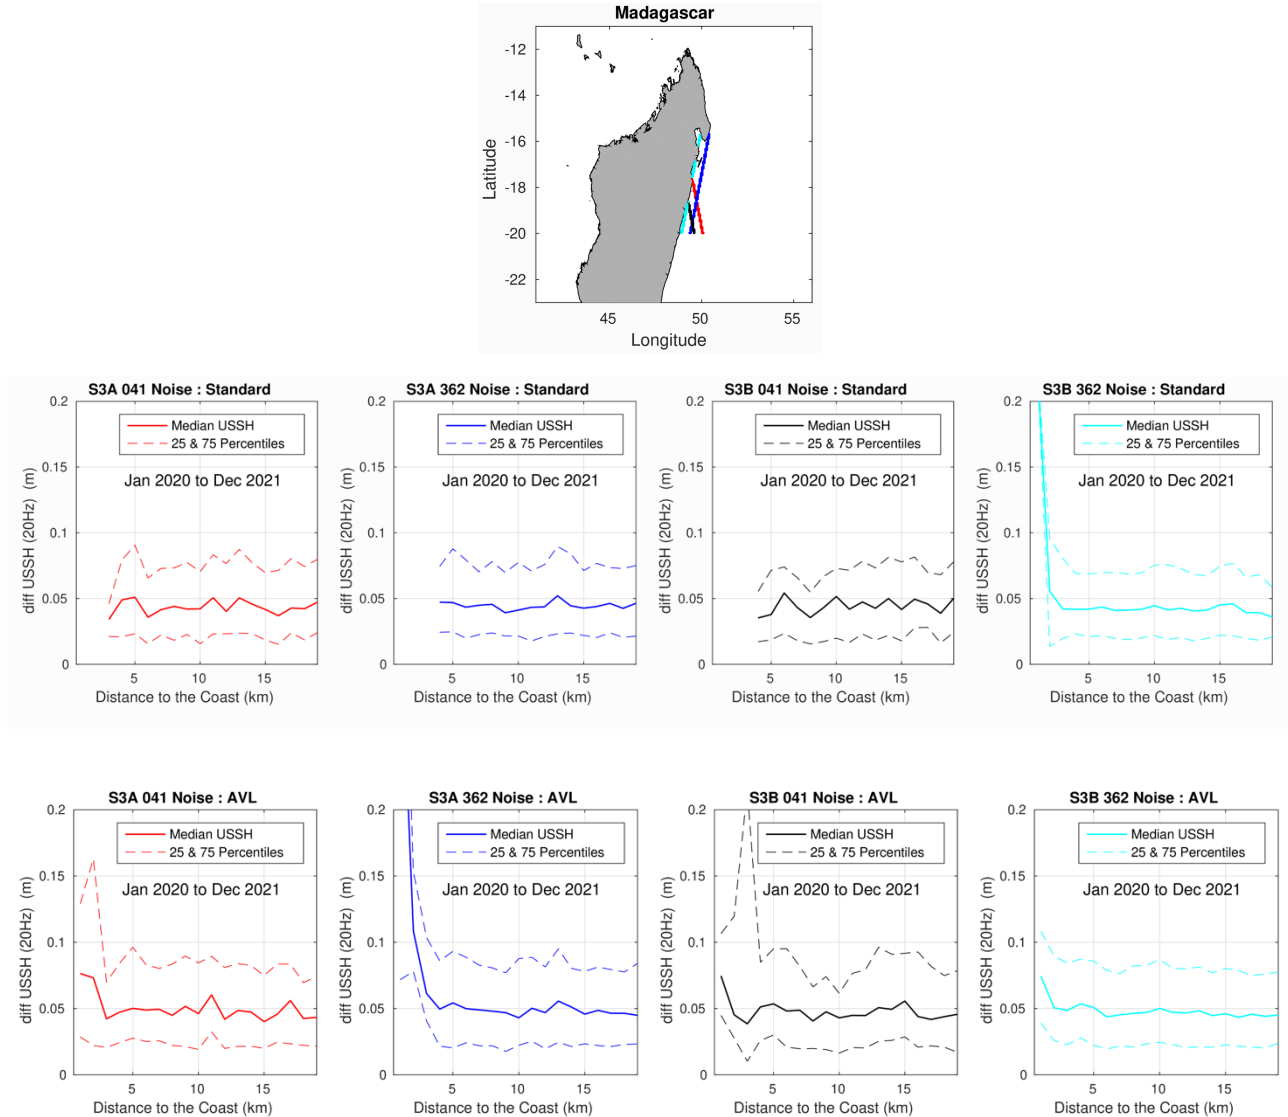 Madagascar
-12
-14
-16
-18
-20
-22
Latitude
45 50 55
Longitude
S3A 041 Noise : Standard
0.2
0.15
0.1
0.05
0
diff USSH (20Hz) (m)
Median USSH
25 & 75 Percentiles
Jan 2020 to Dec 2021
5 10 15
Distance to the Coast (km)
S3A 362 Noise : Standard
0.2
0.15
0.1
0.05
0
diff USSH (20Hz) (m)
Median USSH
25 & 75 Percentiles
Jan 2020 to Dec 2021
5 10 15
Distance to the Coast (km)
S3B 041 Noise : Standard
0.2
0.15
0.1
0.05
0
diff USSH (20Hz) (m)
Median USSH
25 & 75 Percentiles
Jan 2020 to Dec 2021
5 10 15
Distance to the Coast (km)
S3B 362 Noise : Standard
0.2
0.15
0.1
0.05
0
diff USSH (20Hz) (m)
Median USSH
25 & 75 Percentiles
Jan 2020 to Dec 2021
5 10 15
Distance to the Coast (km)
S3A 041 Noise : AVL
0.2
0.15
0.1
0.05
0
diff USSH (20Hz) (m)
Median USSH
25 & 75 Percentiles
Jan 2020 to Dec 2021
5 10 15
Distance to the Coast (km)
S3A 362 Noise : AVL
0.2
0.15
0.1
0.05
0
diff USSH (20Hz) (m)
Median USSH
25 & 75 Percentiles
Jan 2020 to Dec 2021
5 10 15
Distance to the Coast (km)
S3B 041 Noise : AVL
0.2
0.15
0.1
0.05
0
diff USSH (20Hz) (m)
Median USSH
25 & 75 Percentiles
Jan 2020 to Dec 2021
5 10 15
Distance to the Coast (km)
S3B 362 Noise : AVL
0.2
0.15
0.1
0.05
0
diff USSH (20Hz) (m)
Median USSH
25 & 75 Percentiles
Jan 2020 to Dec 2021
5 10 15
Distance to the Coast (km)